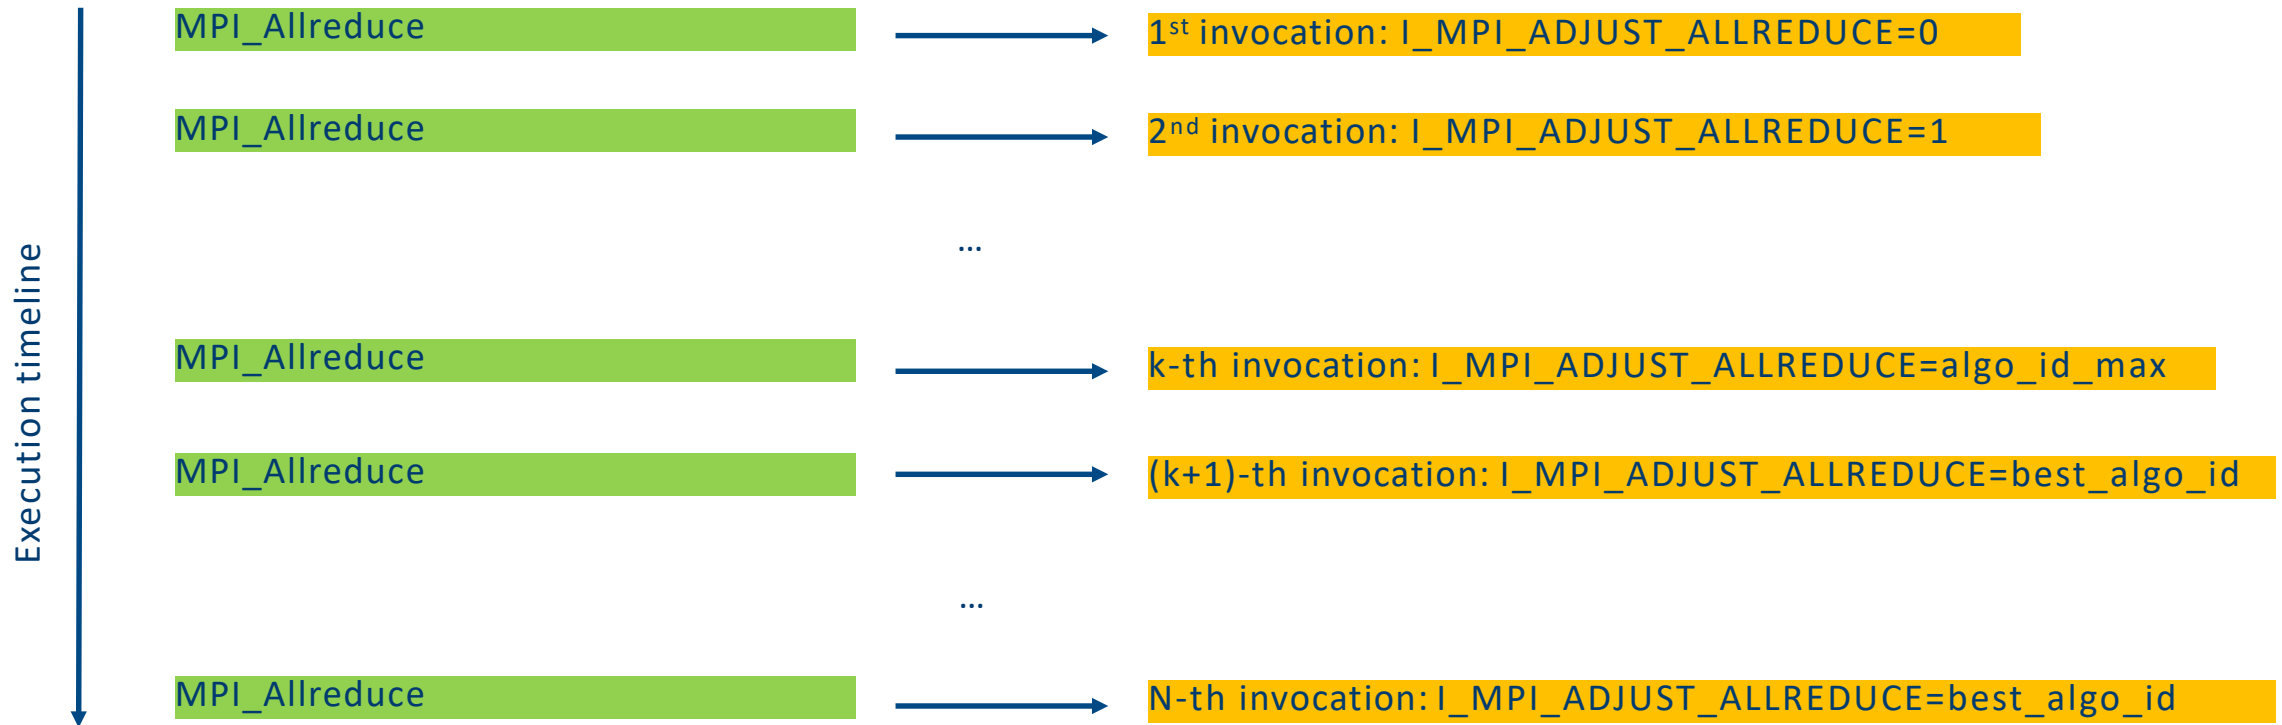 Execution timeline
MPI_Allreduce
1st invocation: I_MPI_ADJUST_ALLREDUCE=0
MPI_Allreduce
2nd invocation: I_MPI_ADJUST_ALLREDUCE=1
…
MPI_Allreduce
k-th invocation: I_MPI_ADJUST_ALLREDUCE=algo_id_max
MPI_Allreduce
(k+1)-th invocation: I_MPI_ADJUST_ALLREDUCE=best_algo_id
…
MPI_Allreduce
N-th invocation: I_MPI_ADJUST_ALLREDUCE=best_algo_id